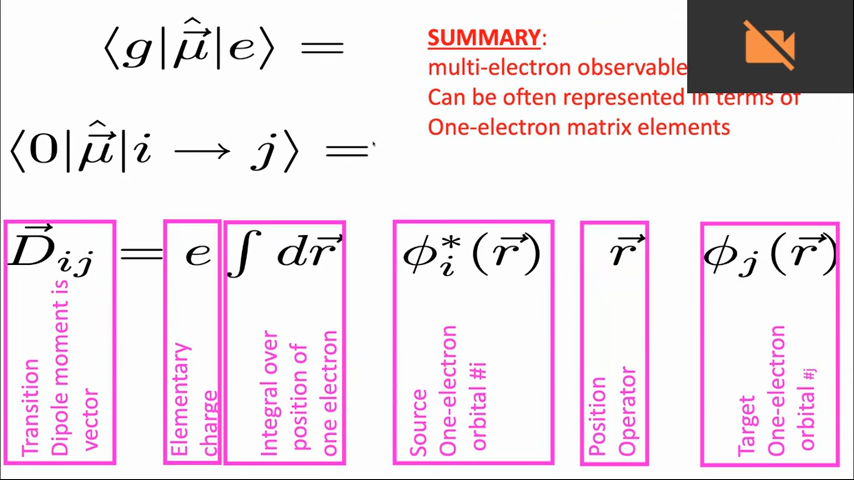 ⟨g|μ̂⃗|e⟩ =
SUMMARY:
multi-electron observable
Can be often represented in terms of
One-electron matrix elements
⟨0|μ̂⃗|i → j⟩ =
D⃗ᵢⱼ = e ∫ dr⃗ ϕᵢ*(r⃗) r⃗ ϕⱼ(r⃗)
Transition
Dipole moment is
vector
Elementary
charge
Integral over
position of
one electron
Source
One-electron
orbital #i
Position
Operator
Target
One-electron
orbital #j